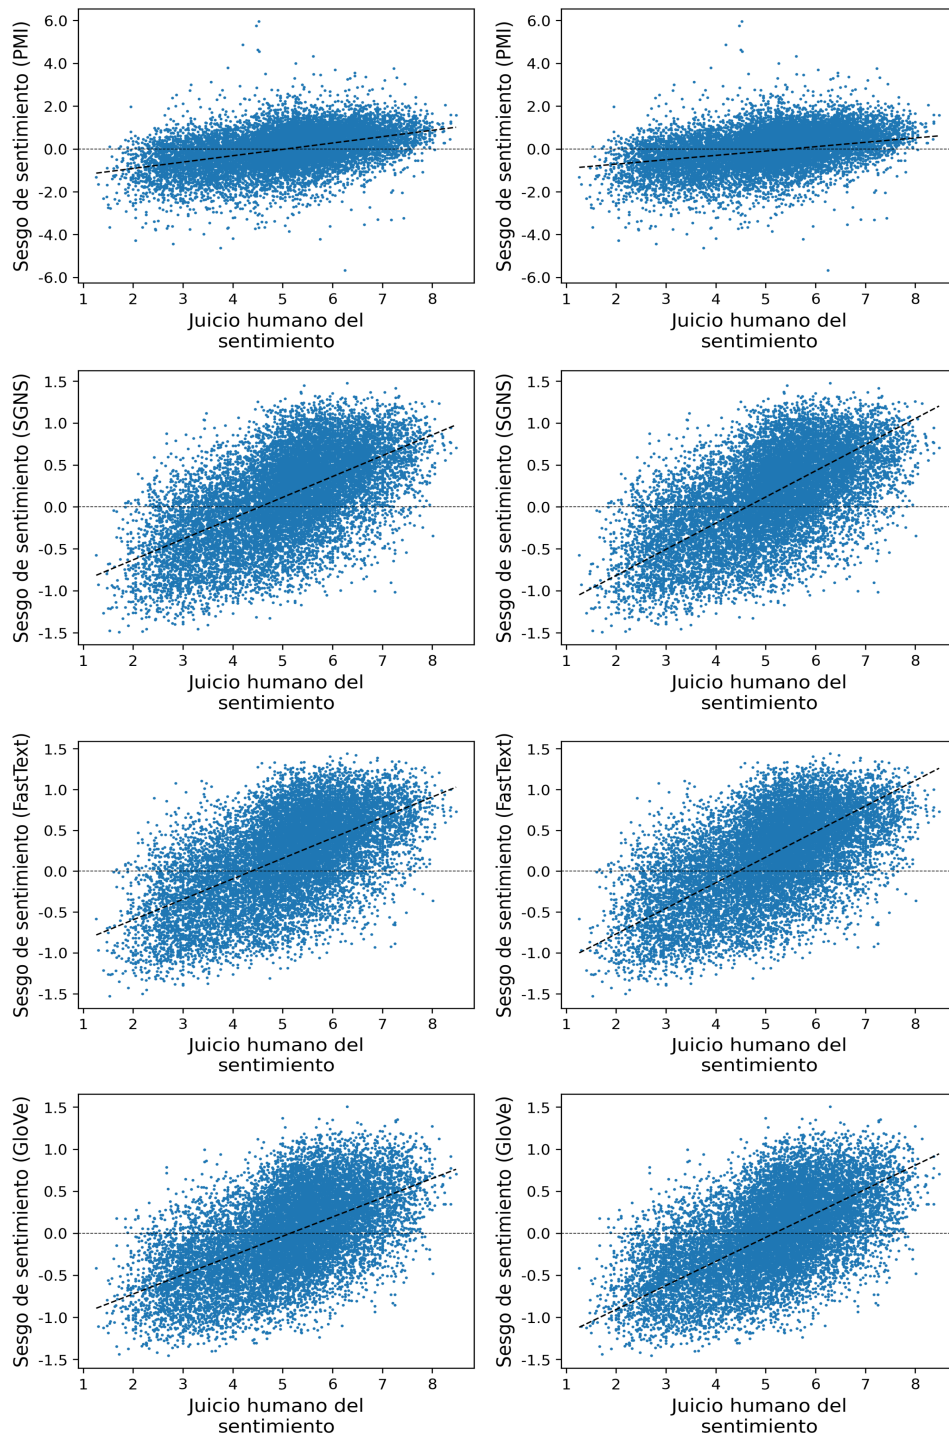 Sesgo de sentimiento (PMI)
6.0
4.0
2.0
0.0
-2.0
-4.0
-6.0
1 2 3 4 5 6 7 8
Juicio humano del
sentimiento
Sesgo de sentimiento (PMI)
6.0
4.0
2.0
0.0
-2.0
-4.0
-6.0
1 2 3 4 5 6 7 8
Juicio humano del
sentimiento
Sesgo de sentimiento (SGNS)
1.5
1.0
0.5
0.0
-0.5
-1.0
-1.5
1 2 3 4 5 6 7 8
Juicio humano del
sentimiento
Sesgo de sentimiento (SGNS)
1.5
1.0
0.5
0.0
-0.5
-1.0
-1.5
1 2 3 4 5 6 7 8
Juicio humano del
sentimiento
Sesgo de sentimiento (FastText)
1.5
1.0
0.5
0.0
-0.5
-1.0
-1.5
1 2 3 4 5 6 7 8
Juicio humano del
sentimiento
Sesgo de sentimiento (FastText)
1.5
1.0
0.5
0.0
-0.5
-1.0
-1.5
1 2 3 4 5 6 7 8
Juicio humano del
sentimiento
Sesgo de sentimiento (GloVe)
1.5
1.0
0.5
0.0
-0.5
-1.0
-1.5
1 2 3 4 5 6 7 8
Juicio humano del
sentimiento
Sesgo de sentimiento (GloVe)
1.5
1.0
0.5
0.0
-0.5
-1.0
-1.5
1 2 3 4 5 6 7 8
Juicio humano del
sentimiento